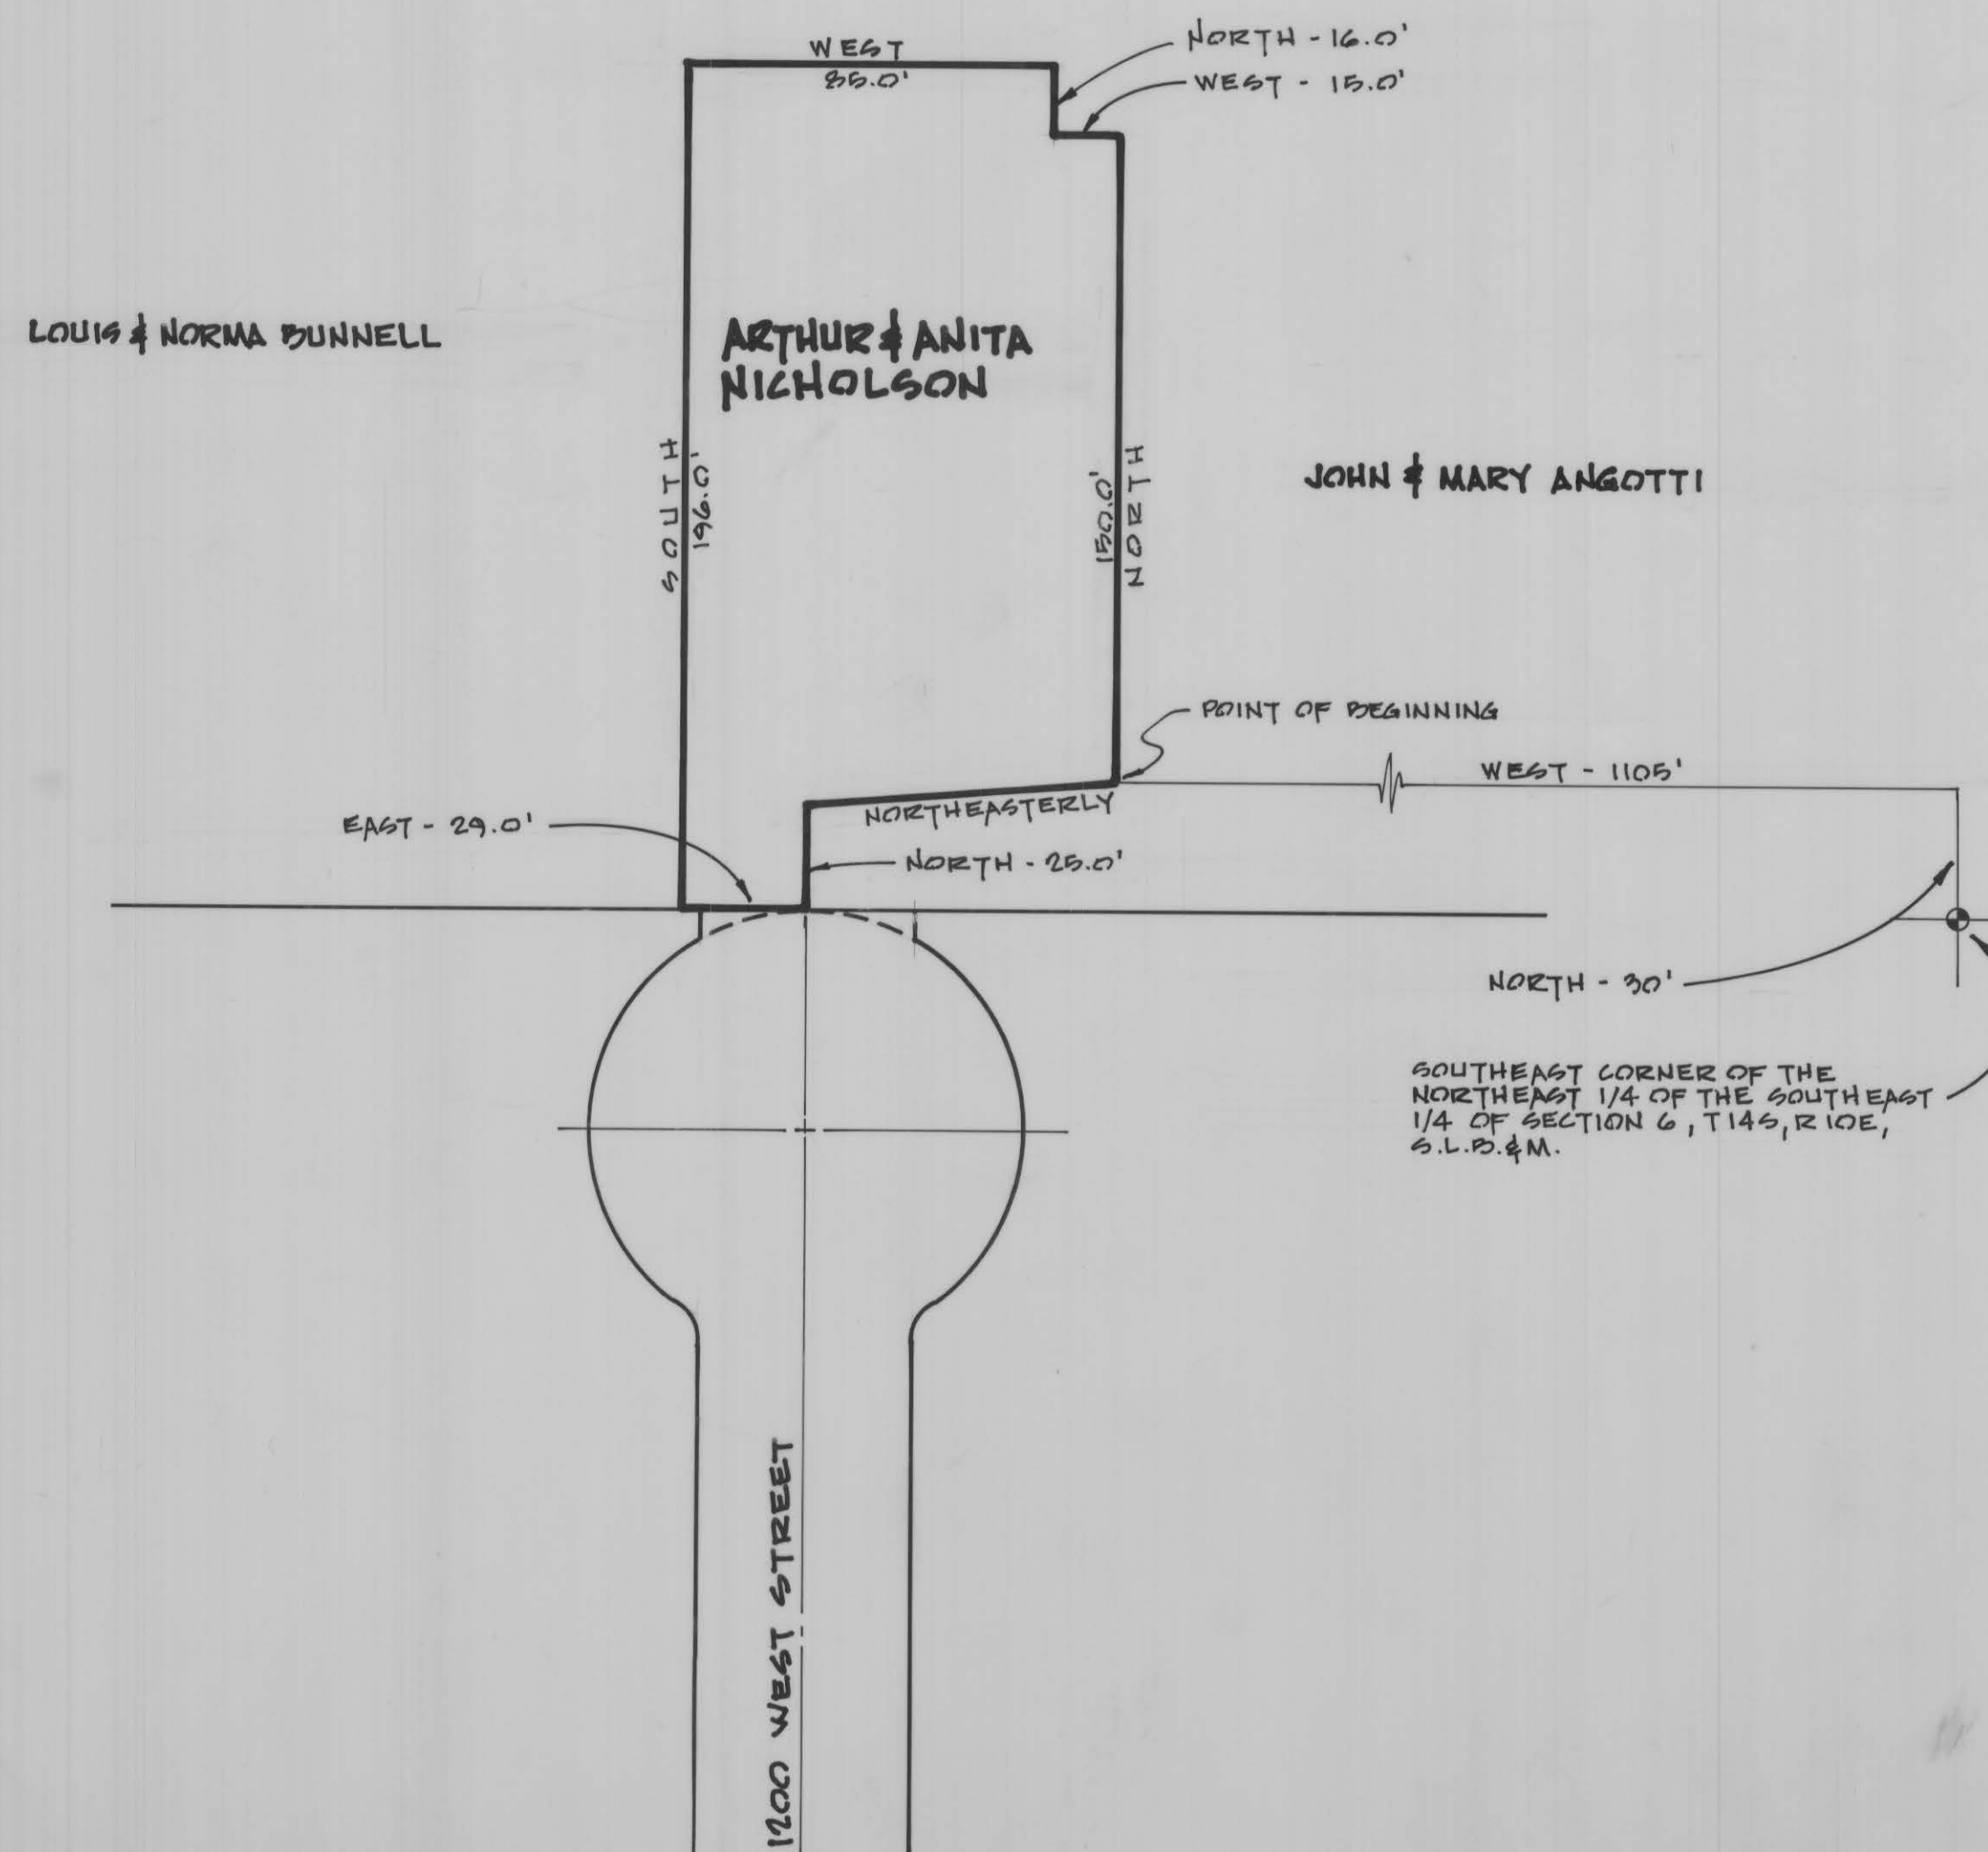 WEST
85.0'
NORTH - 16.0'
WEST - 15.0'
LOUIS & NORMA BUNNELL
ARTHUR & ANITA
NICHOLSON
SOUTH
196.0'
150.0'
NORTH
JOHN & MARY ANGOTTI
POINT OF BEGINNING
WEST - 1105'
EAST - 29.0'
NORTHEASTERLY
NORTH - 25.0'
NORTH - 30'
SOUTHEAST CORNER OF THE
NORTHEAST 1/4 OF THE SOUTHEAST
1/4 OF SECTION 6, T14S, R10E,
S.L.B.&M.
1200 WEST STREET